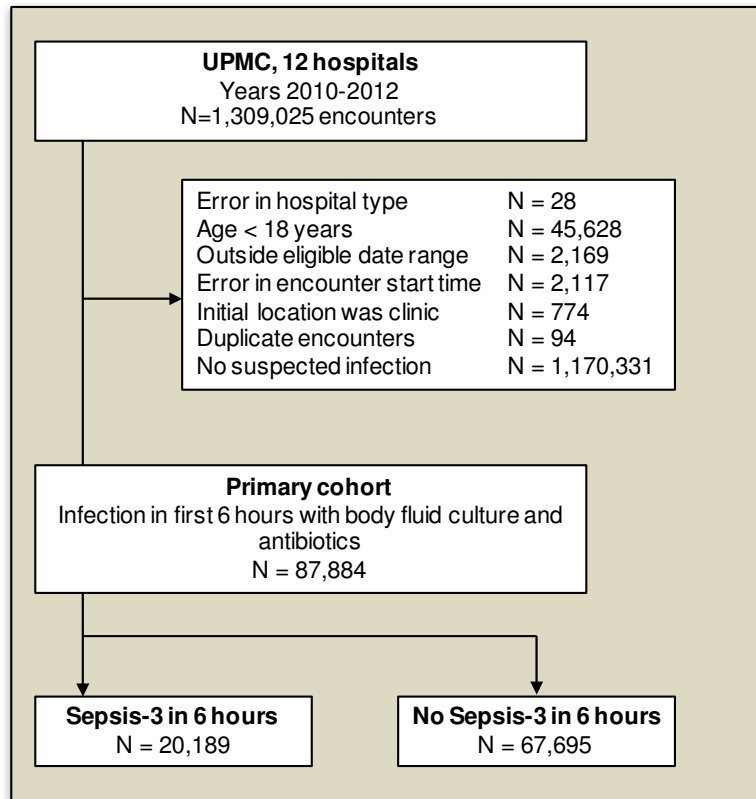 UPMC, 12 hospitals
Years 2010-2012
N=1,309,025 encounters
Error in hospital type N = 28
Age < 18 years N = 45,628
Outside eligible date range N = 2,169
Error in encounter start time N = 2,117
Initial location was clinic N = 774
Duplicate encounters N = 94
No suspected infection N = 1,170,331
Primary cohort
Infection in first 6 hours with body fluid culture and
antibiotics
N = 87,884
Sepsis-3 in 6 hours
N = 20,189
No Sepsis-3 in 6 hours
N = 67,695